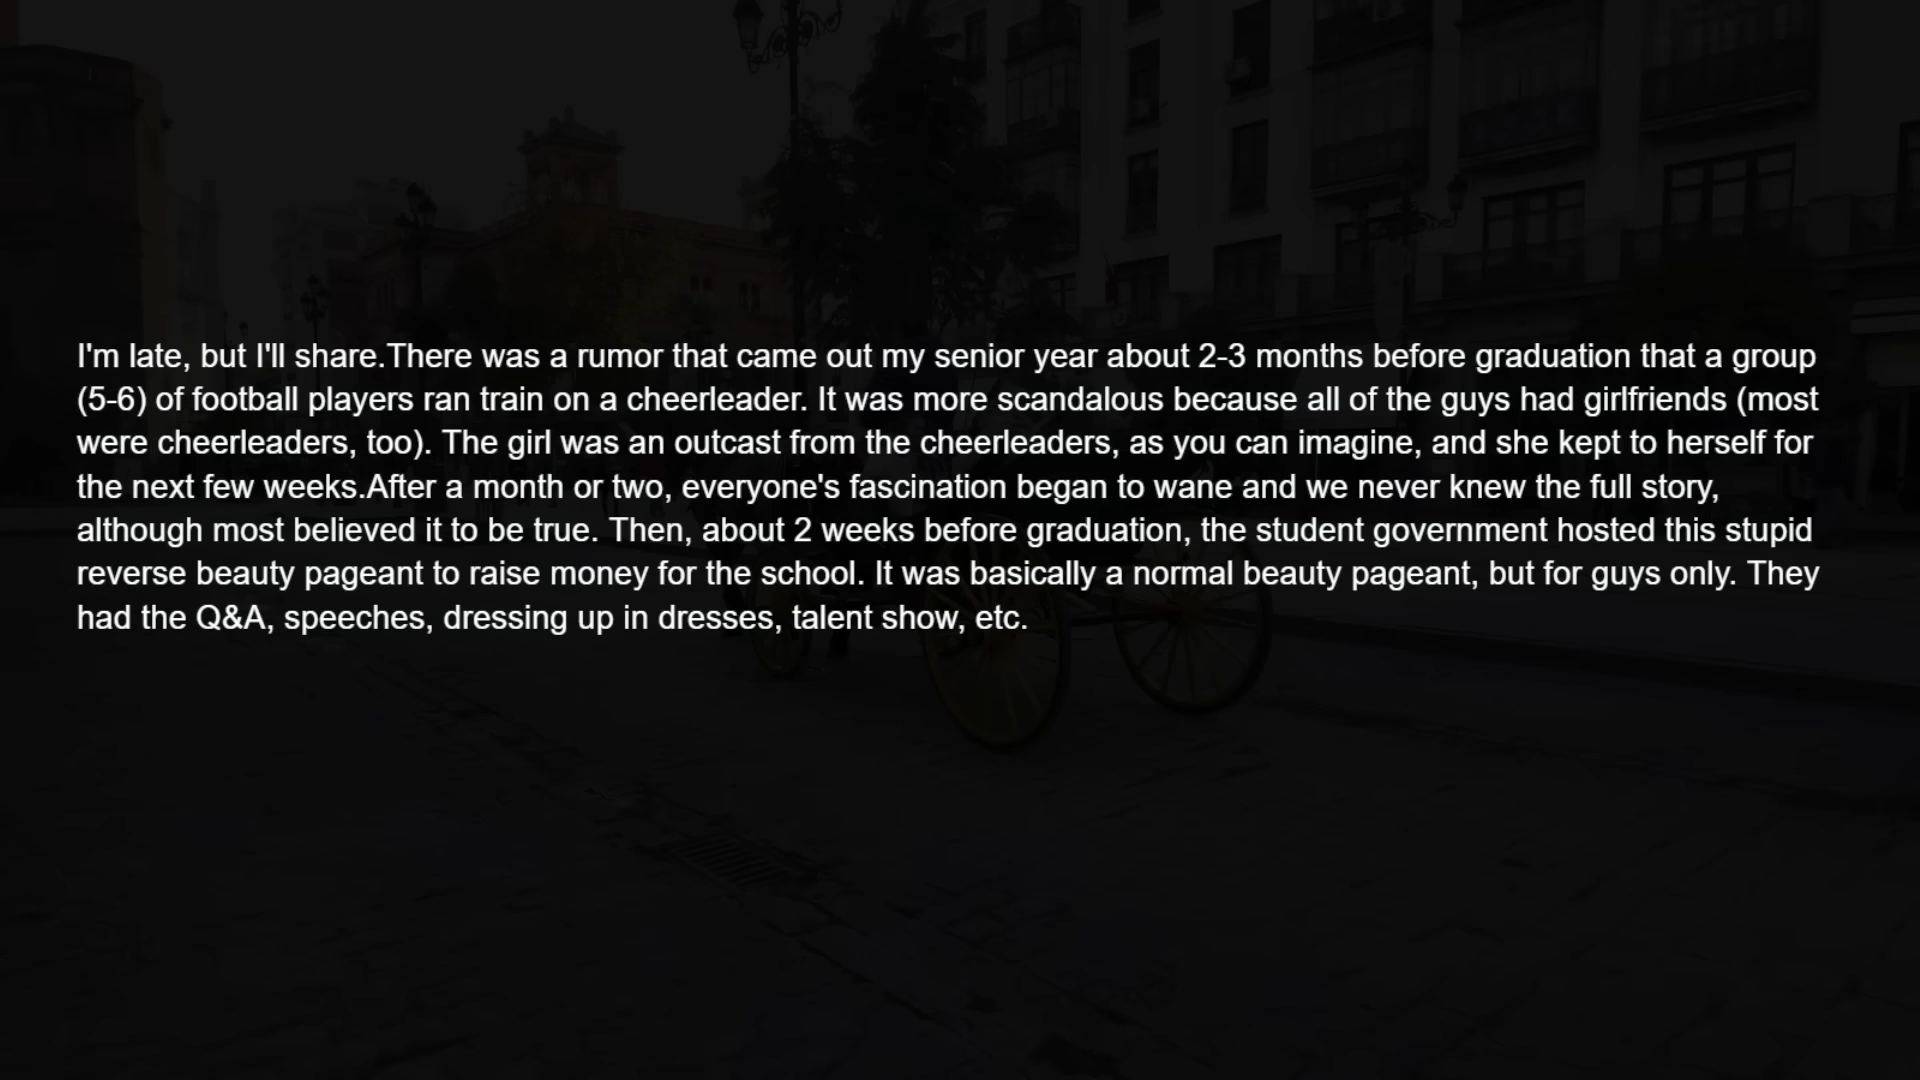 I'm late, but I'll share.There was a rumor that came out my senior year about 2-3 months before graduation that a group
(5-6) of football players ran train on a cheerleader. It was more scandalous because all of the guys had girlfriends (most
were cheerleaders, too). The girl was an outcast from the cheerleaders, as you can imagine, and she kept to herself for
the next few weeks.After a month or two, everyone's fascination began to wane and we never knew the full story,
although most believed it to be true. Then, about 2 weeks before graduation, the student government hosted this stupid
reverse beauty pageant to raise money for the school. It was basically a normal beauty pageant, but for guys only. They
had the Q&A, speeches, dressing up in dresses, talent show, etc.